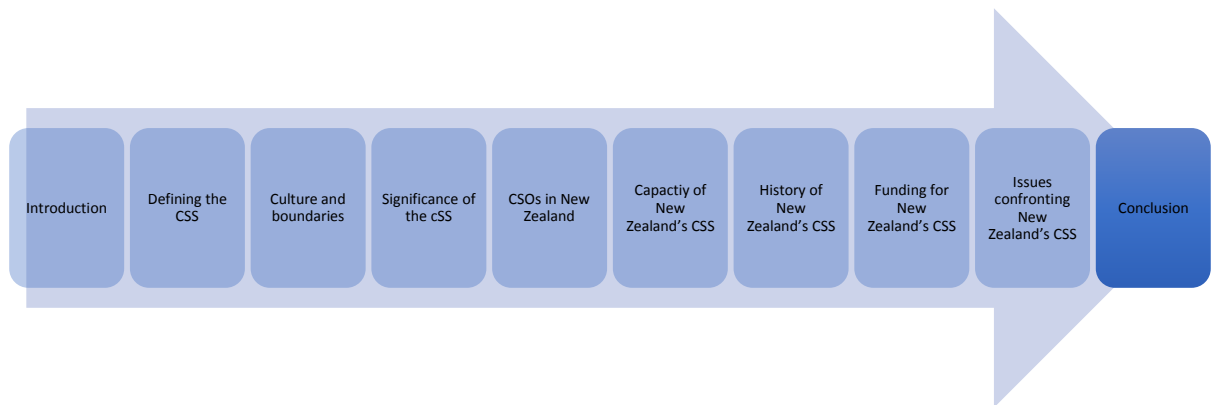 Introduction
Defining the
CSS
Culture and
boundaries
Significance of
the cSS
CSOs in New
Zealand
Capactiy of
New
Zealand's CSS
History of
New
Zealand's CSS
Funding for
New
Zealand's CSS
Issues
confronting
New
Zealand's CSS
Conclusion